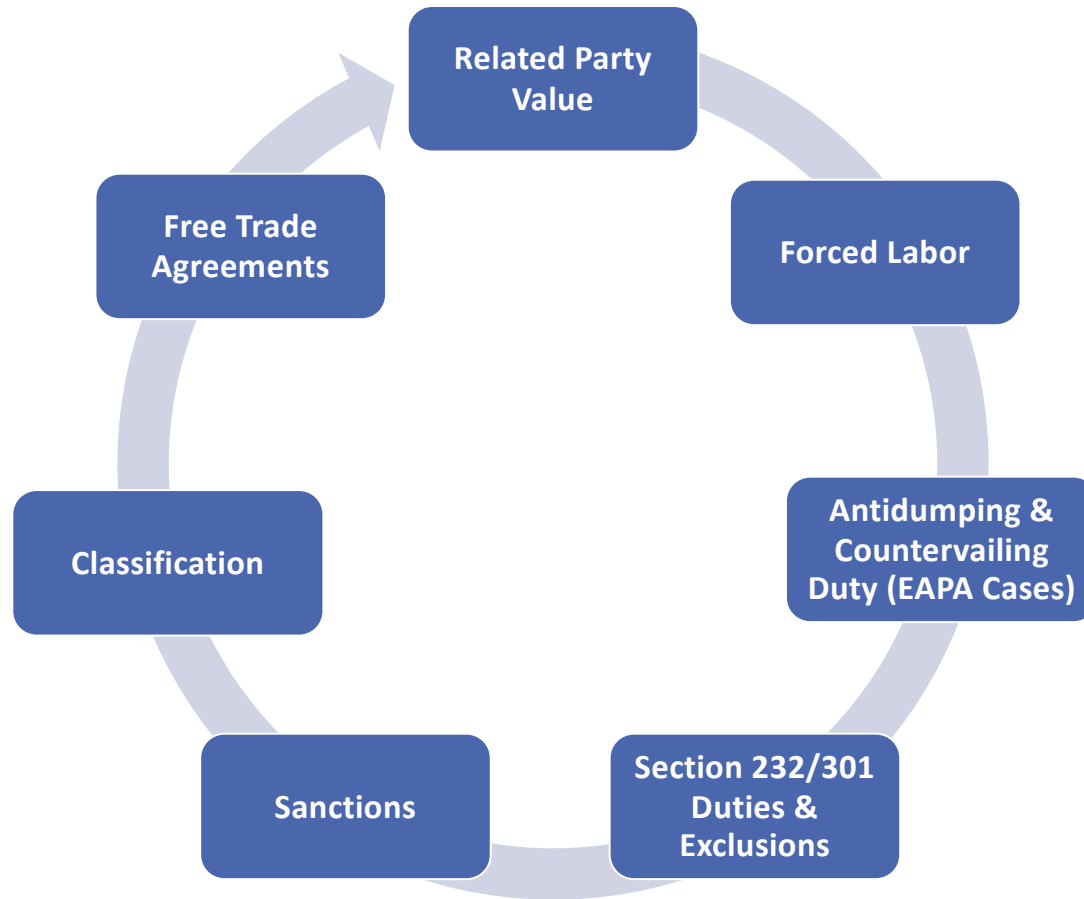 Related Party
Value
Forced Labor
Antidumping &
Countervailing
Duty (EAPA Cases)
Section 232/301
Duties &
Exclusions
Sanctions
Classification
Free Trade
Agreements